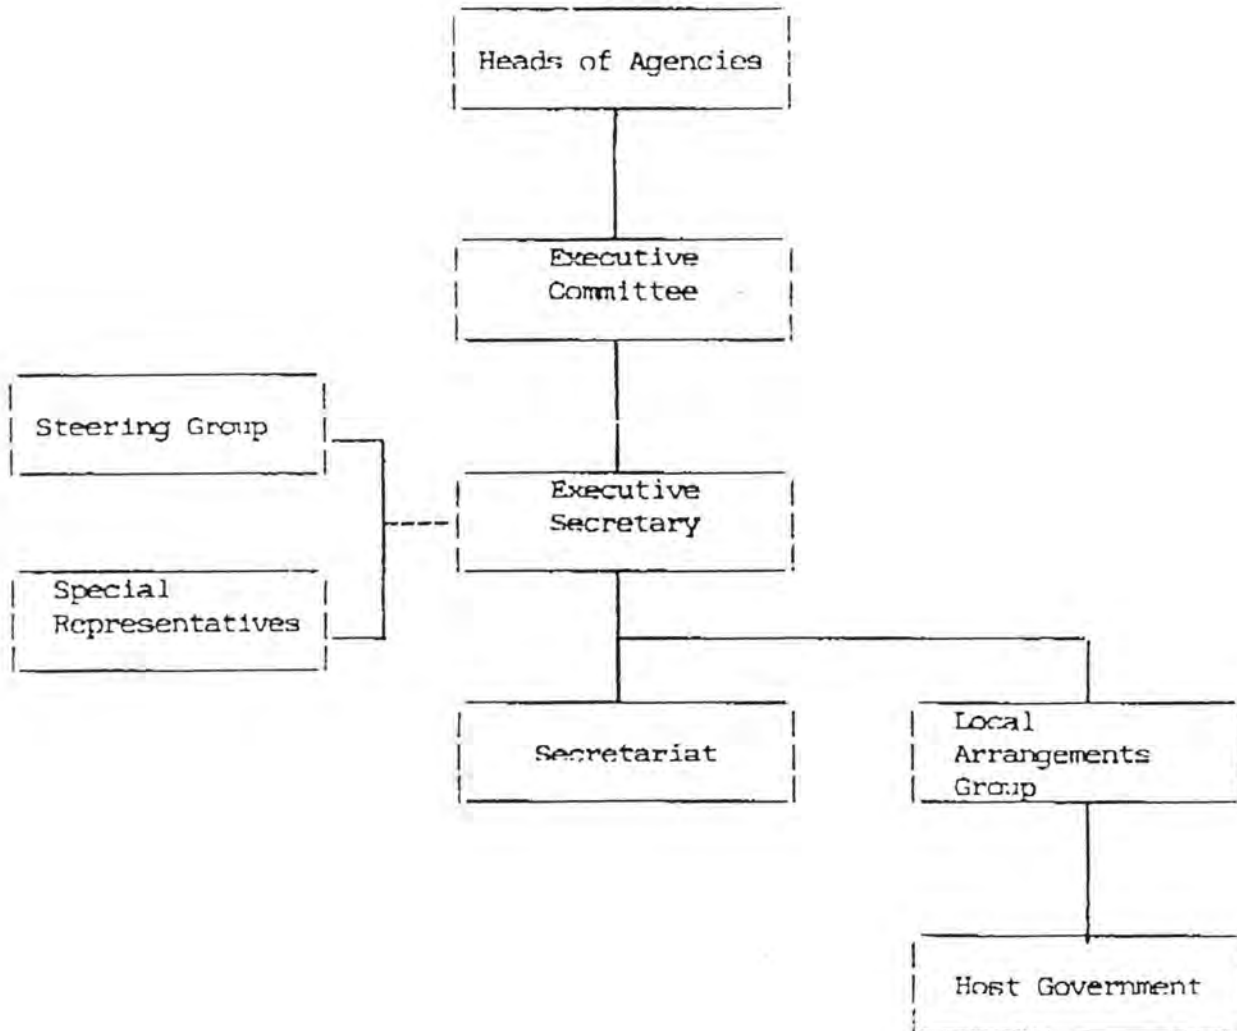 Heads of Agencies
Executive
Committee
Steering Group
Executive
Secretary
Special
Representatives
Secretariat
Local
Arrangements
Group
Host Government